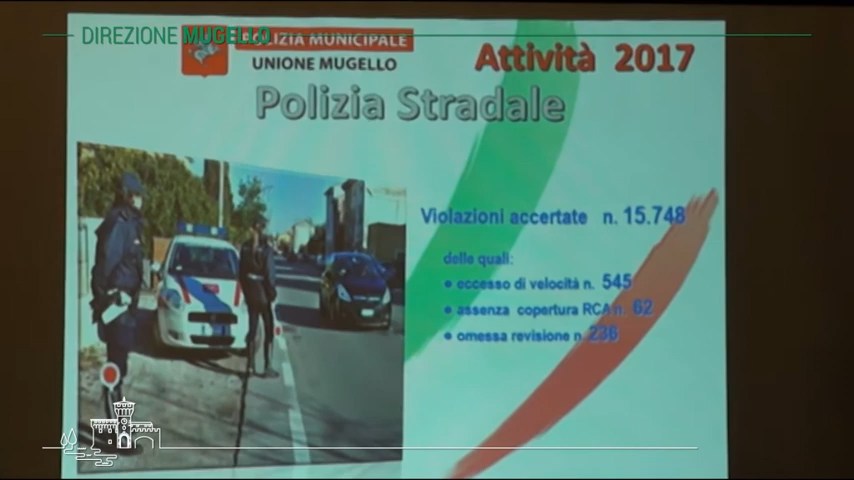 DIREZIONE MUGELLO
POLIZIA MUNICIPALE
UNIONE MUGELLO
Attività 2017
Polizia Stradale
Violazioni accertate n. 15.748
delle quali:
• eccesso di velocità n. 545
• assenza copertura RCA n. 62
• omessa revisione n. 236